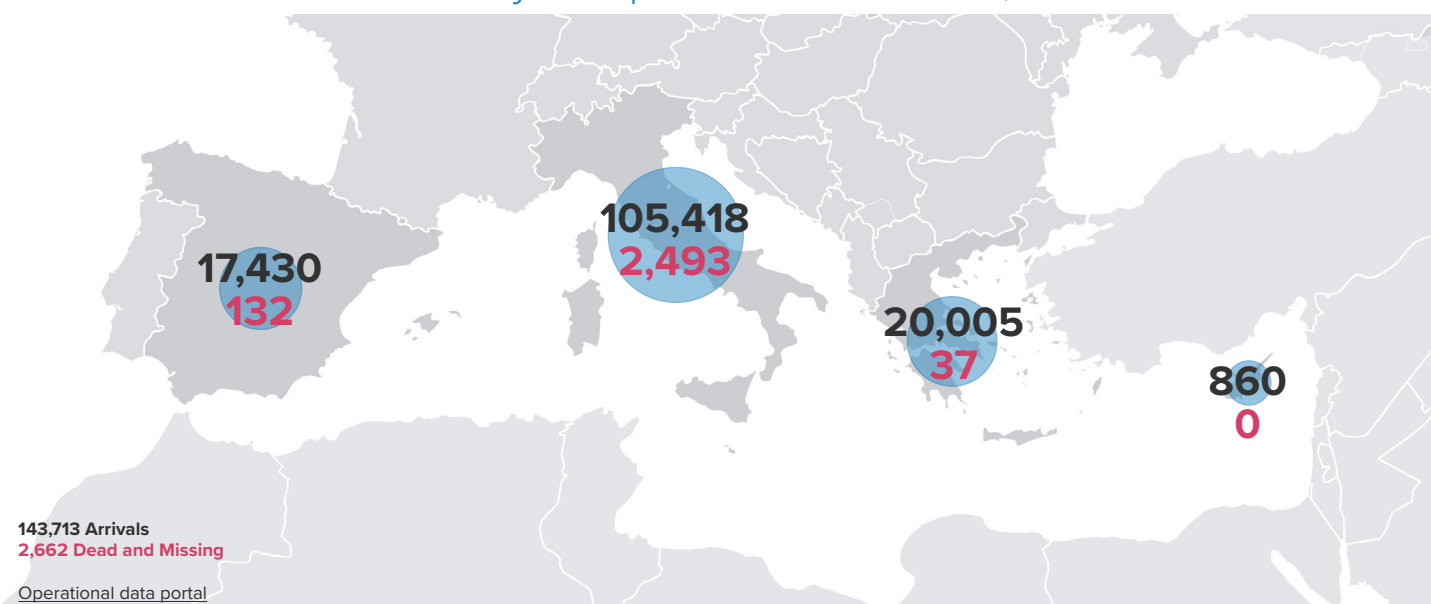 17,430
132
105,418
2,493
20,005
37
860
0
143,713 Arrivals
2,662 Dead and Missing
Operational data portal